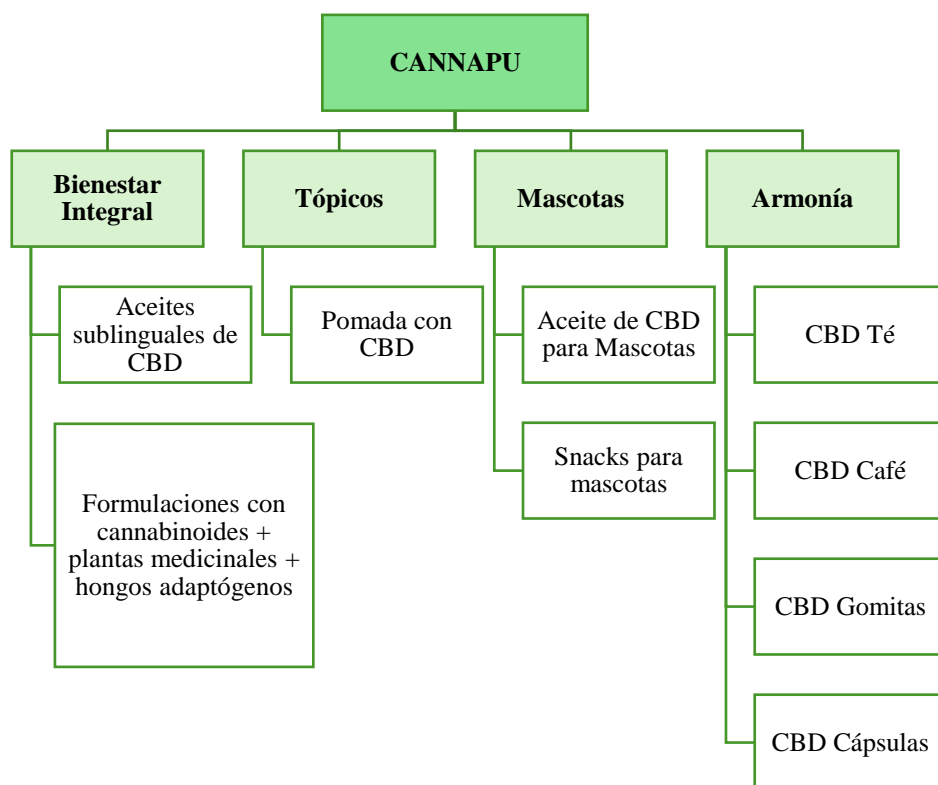 CANNAPU
Bienestar
Integral
Aceites
sublinguales de
CBD
Formulaciones con
cannabinoides +
plantas medicinales +
hongos adaptógenos
Tópicos
Pomada con
CBD
Mascotas
Aceite de CBD
para Mascotas
Snacks para
mascotas
Armonía
CBD Té
CBD Café
CBD Gomitas
CBD Cápsulas